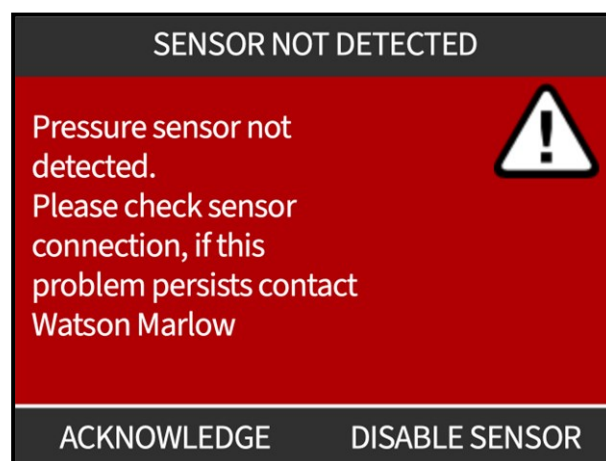 SENSOR NOT DETECTED
Pressure sensor not
detected.
Please check sensor
connection, if this
problem persists contact
Watson Marlow
ACKNOWLEDGE DISABLE SENSOR